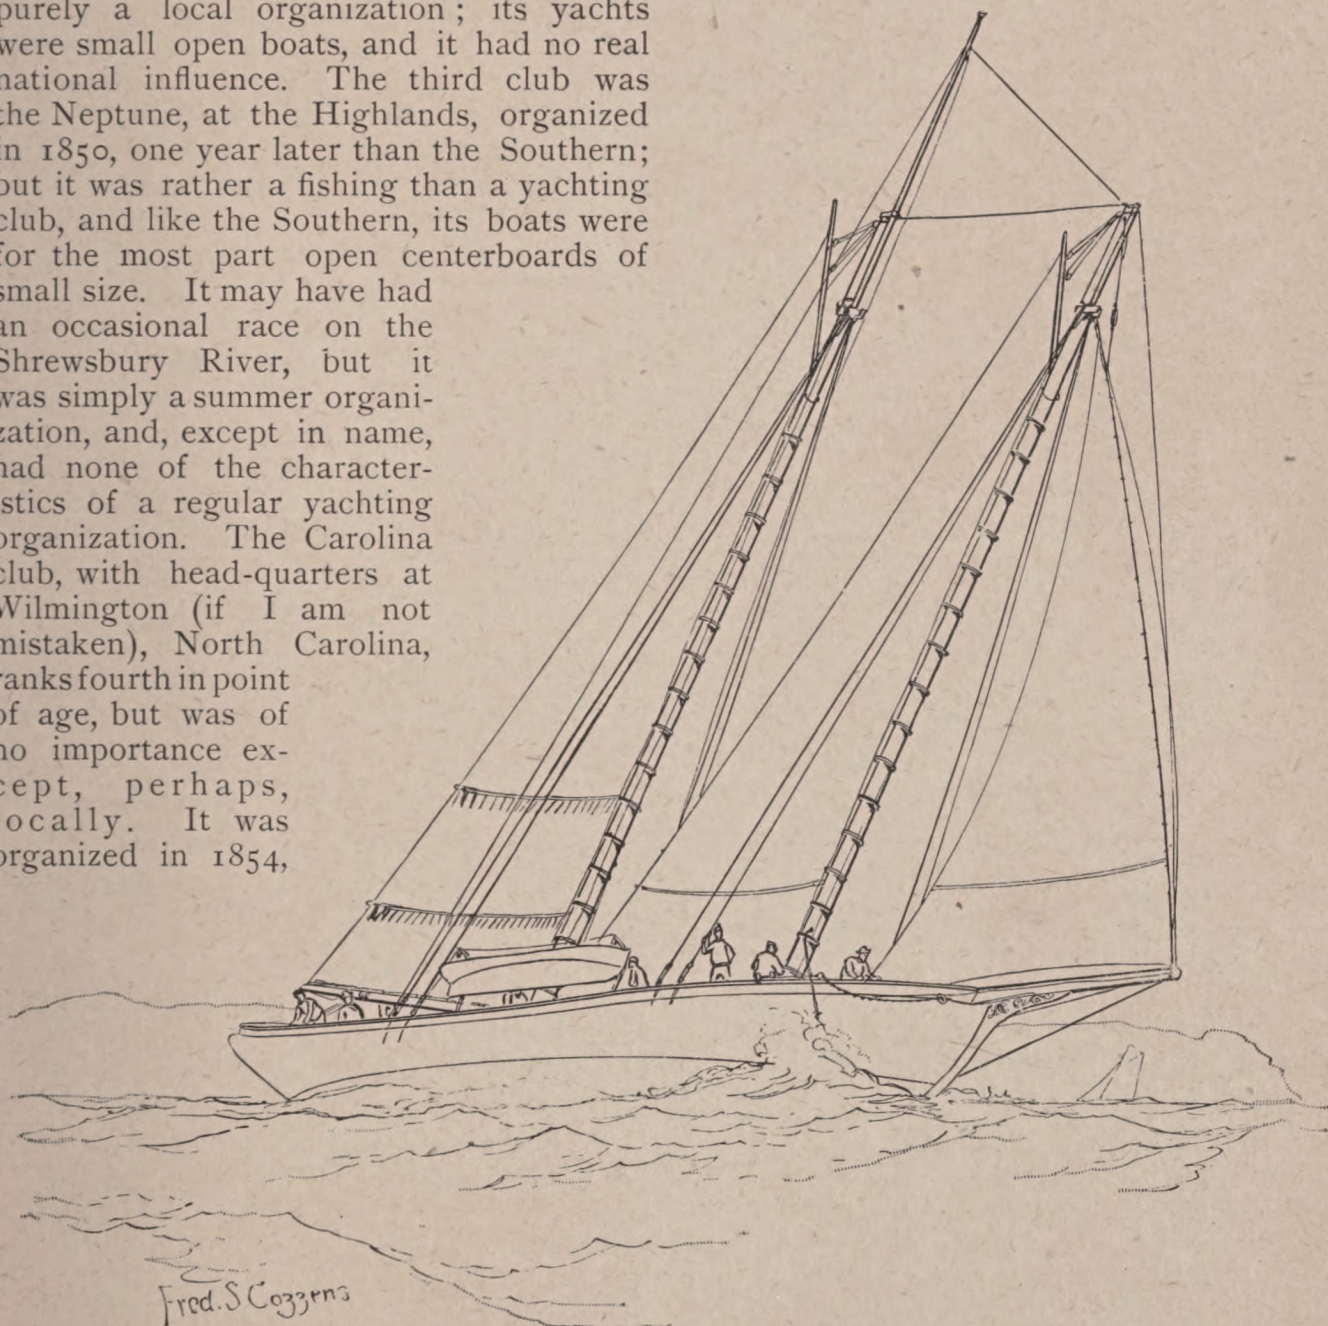 purely a local organization ; its yachts
were small open boats, and it had no real
national influence. The third club was
the Neptune, at the Highlands, organized
in 1850, one year later than the Southern;
but it was rather a fishing than a yachting
club, and like the Southern, its boats were
for the most part open centerboards of
small size. It may have had
an occasional race on the
Shrewsbury River, but it
was simply a summer organi-
zation, and, except in name,
had none of the character-
istics of a regular yachting
organization. The Carolina
club, with head-quarters at
Wilmington (if I am not
mistaken), North Carolina,
ranks fourth in point
of age, but was of
no importance ex-
cept, perhaps,
locally. It was
organized in 1854,
Fred. S Cozzens